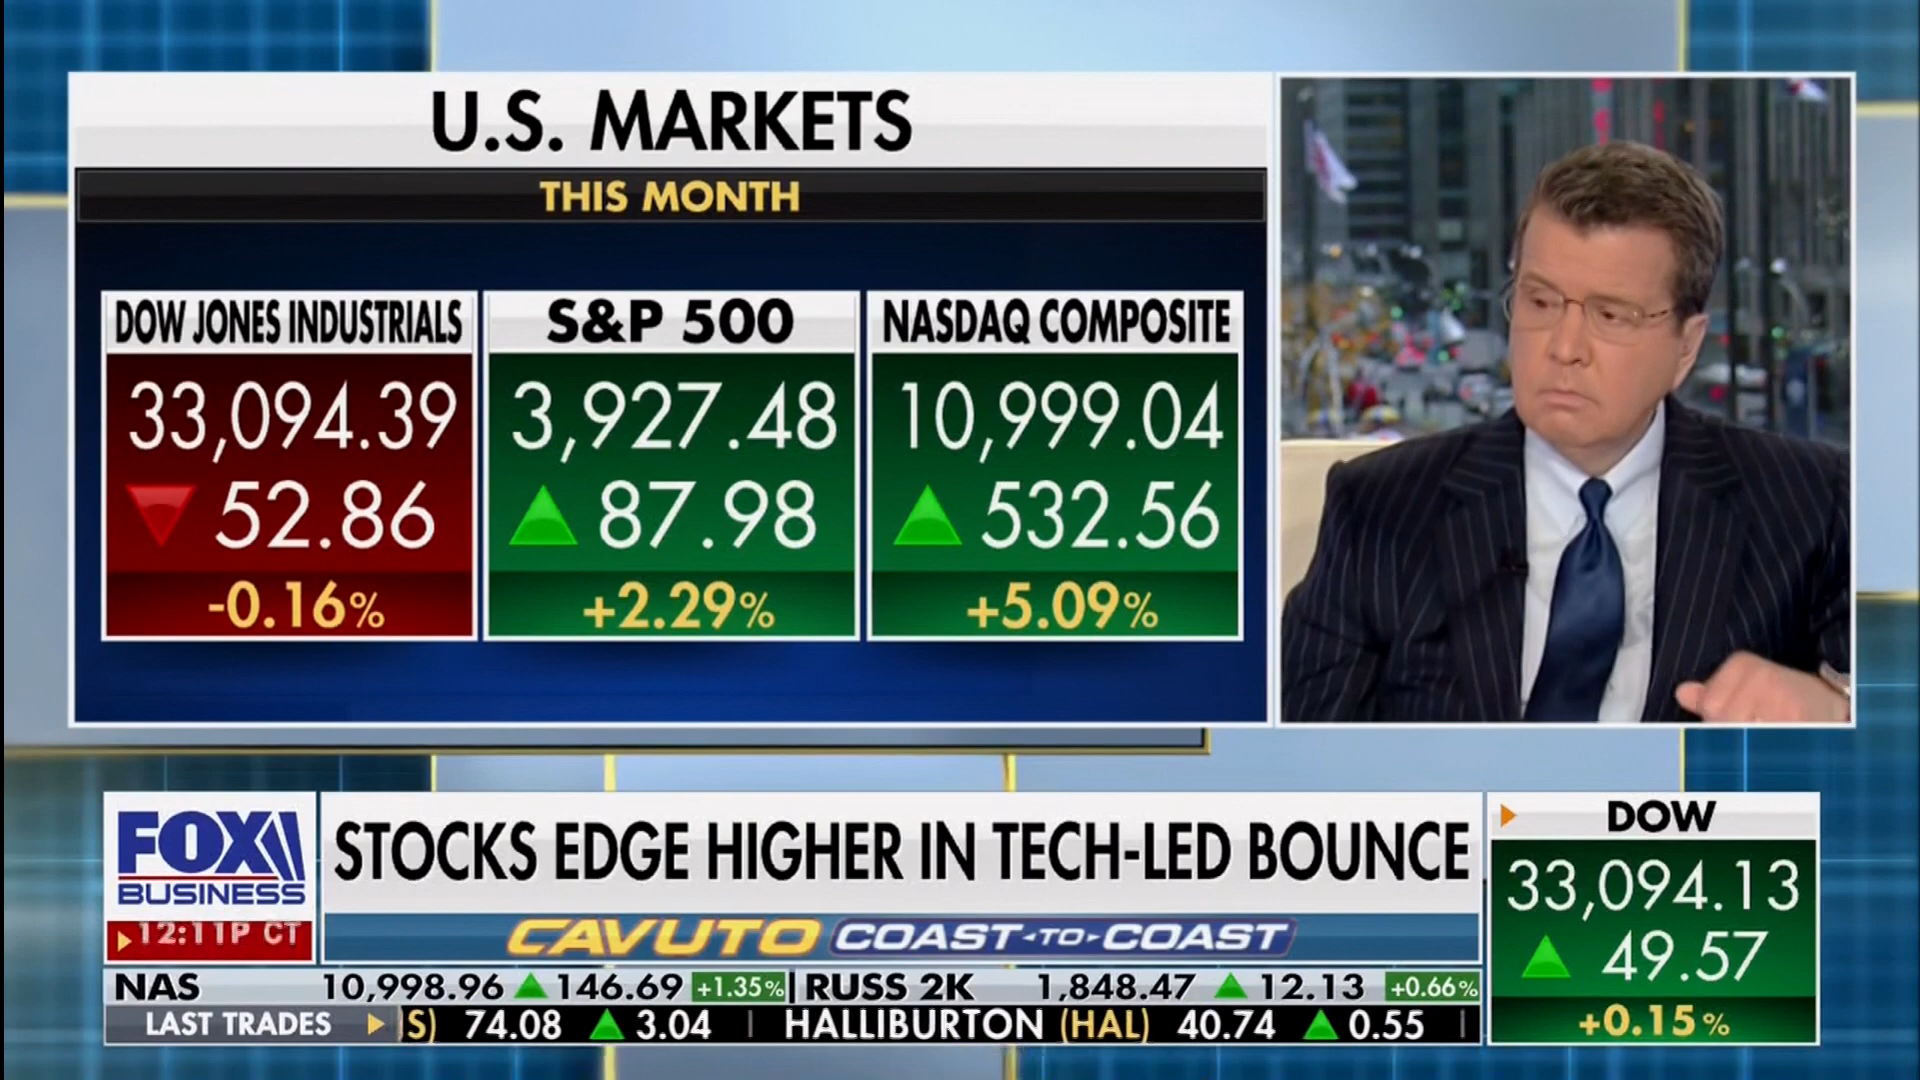 U.S. MARKETS
THIS MONTH
DOW JONES INDUSTRIALS
33,094.39
52.86
-0.16%
S&P 500
3,927.48
87.98
+2.29%
NASDAQ COMPOSITE
10,999.04
532.56
+5.09%
FOX
BUSINESS
12:11P CT
STOCKS EDGE HIGHER IN TECH-LED BOUNCE
CAVUTO COAST-TO-COAST
DOW
33,094.13
49.57
+0.15%
NAS 10,998.96 146.69 +1.35% RUSS 2K 1,848.47 12.13 +0.66%
LAST TRADES S) 74.08 3.04 HALLIBURTON (HAL) 40.74 0.55